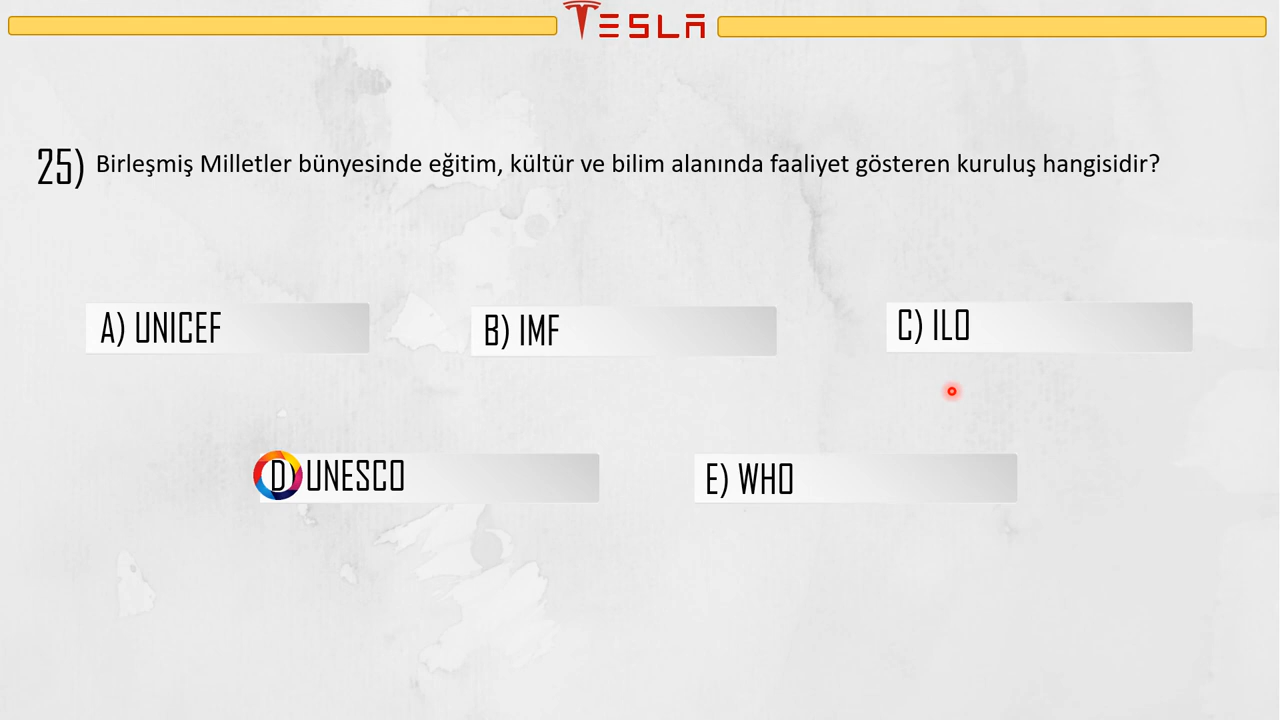 TESLA
25) Birleşmiş Milletler bünyesinde eğitim, kültür ve bilim alanında faaliyet gösteren kuruluş hangisidir?
A) UNICEF
B) IMF
C) ILO
D) UNESCO
E) WHO